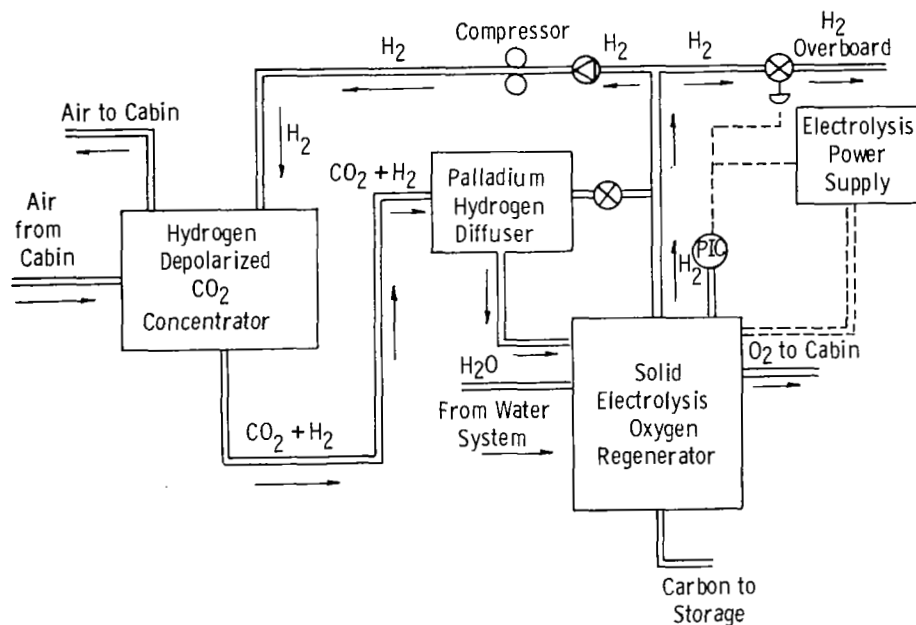 H2
Compressor
H2
H2
H2
Overboard
Air to Cabin
H2
Electrolysis
Power
Supply
CO2 + H2
Palladium
Hydrogen
Diffuser
Air
from
Cabin
Hydrogen
Depolarized
CO2
Concentrator
PIC
H2
O2 to Cabin
H2O
From Water
System
Solid
Electrolysis
Oxygen
Regenerator
CO2 + H2
Carbon to
Storage